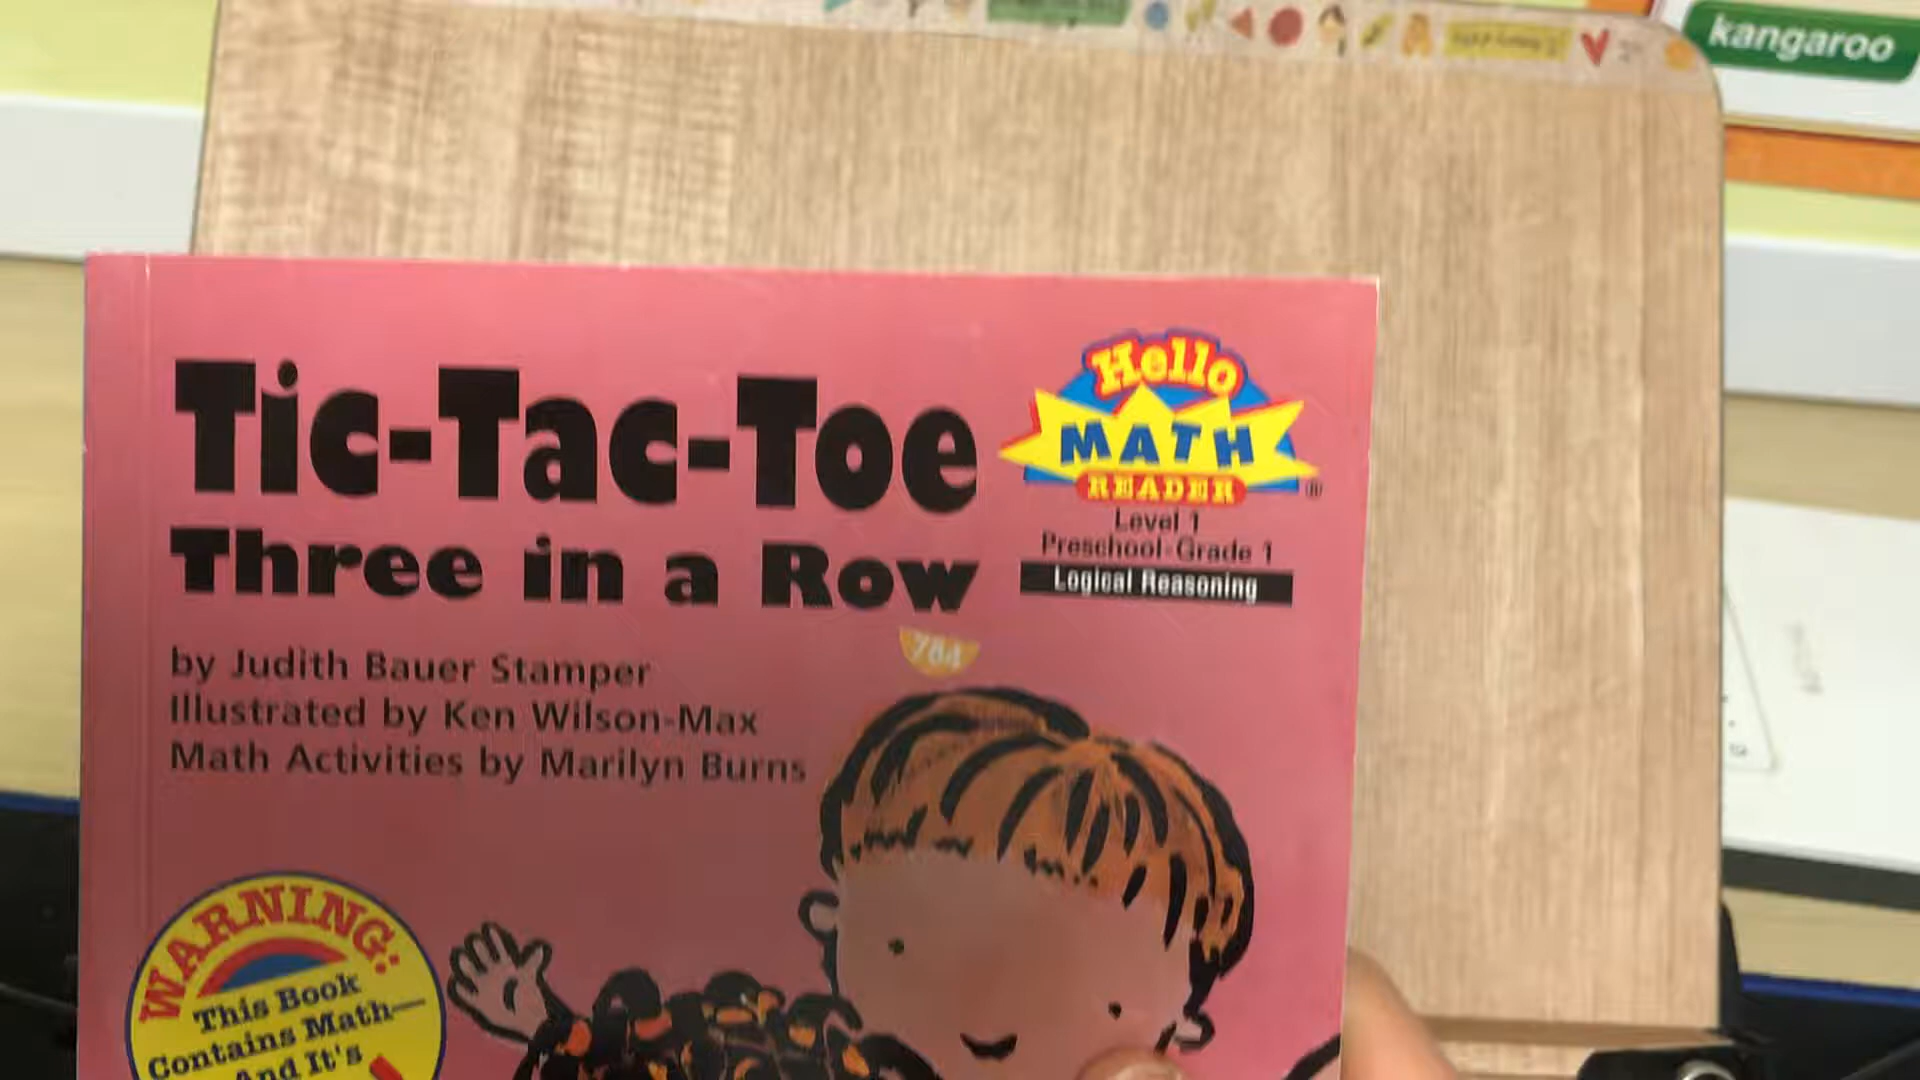 kangaroo
Tic-Tac-Toe
Three in a Row
Hello
MATH
READER®
Level 1
Preschool-Grade 1
Logical Reasoning
784
by Judith Bauer Stamper
Illustrated by Ken Wilson-Max
Math Activities by Marilyn Burns
WARNING:
This Book
Contains Math—
And It's